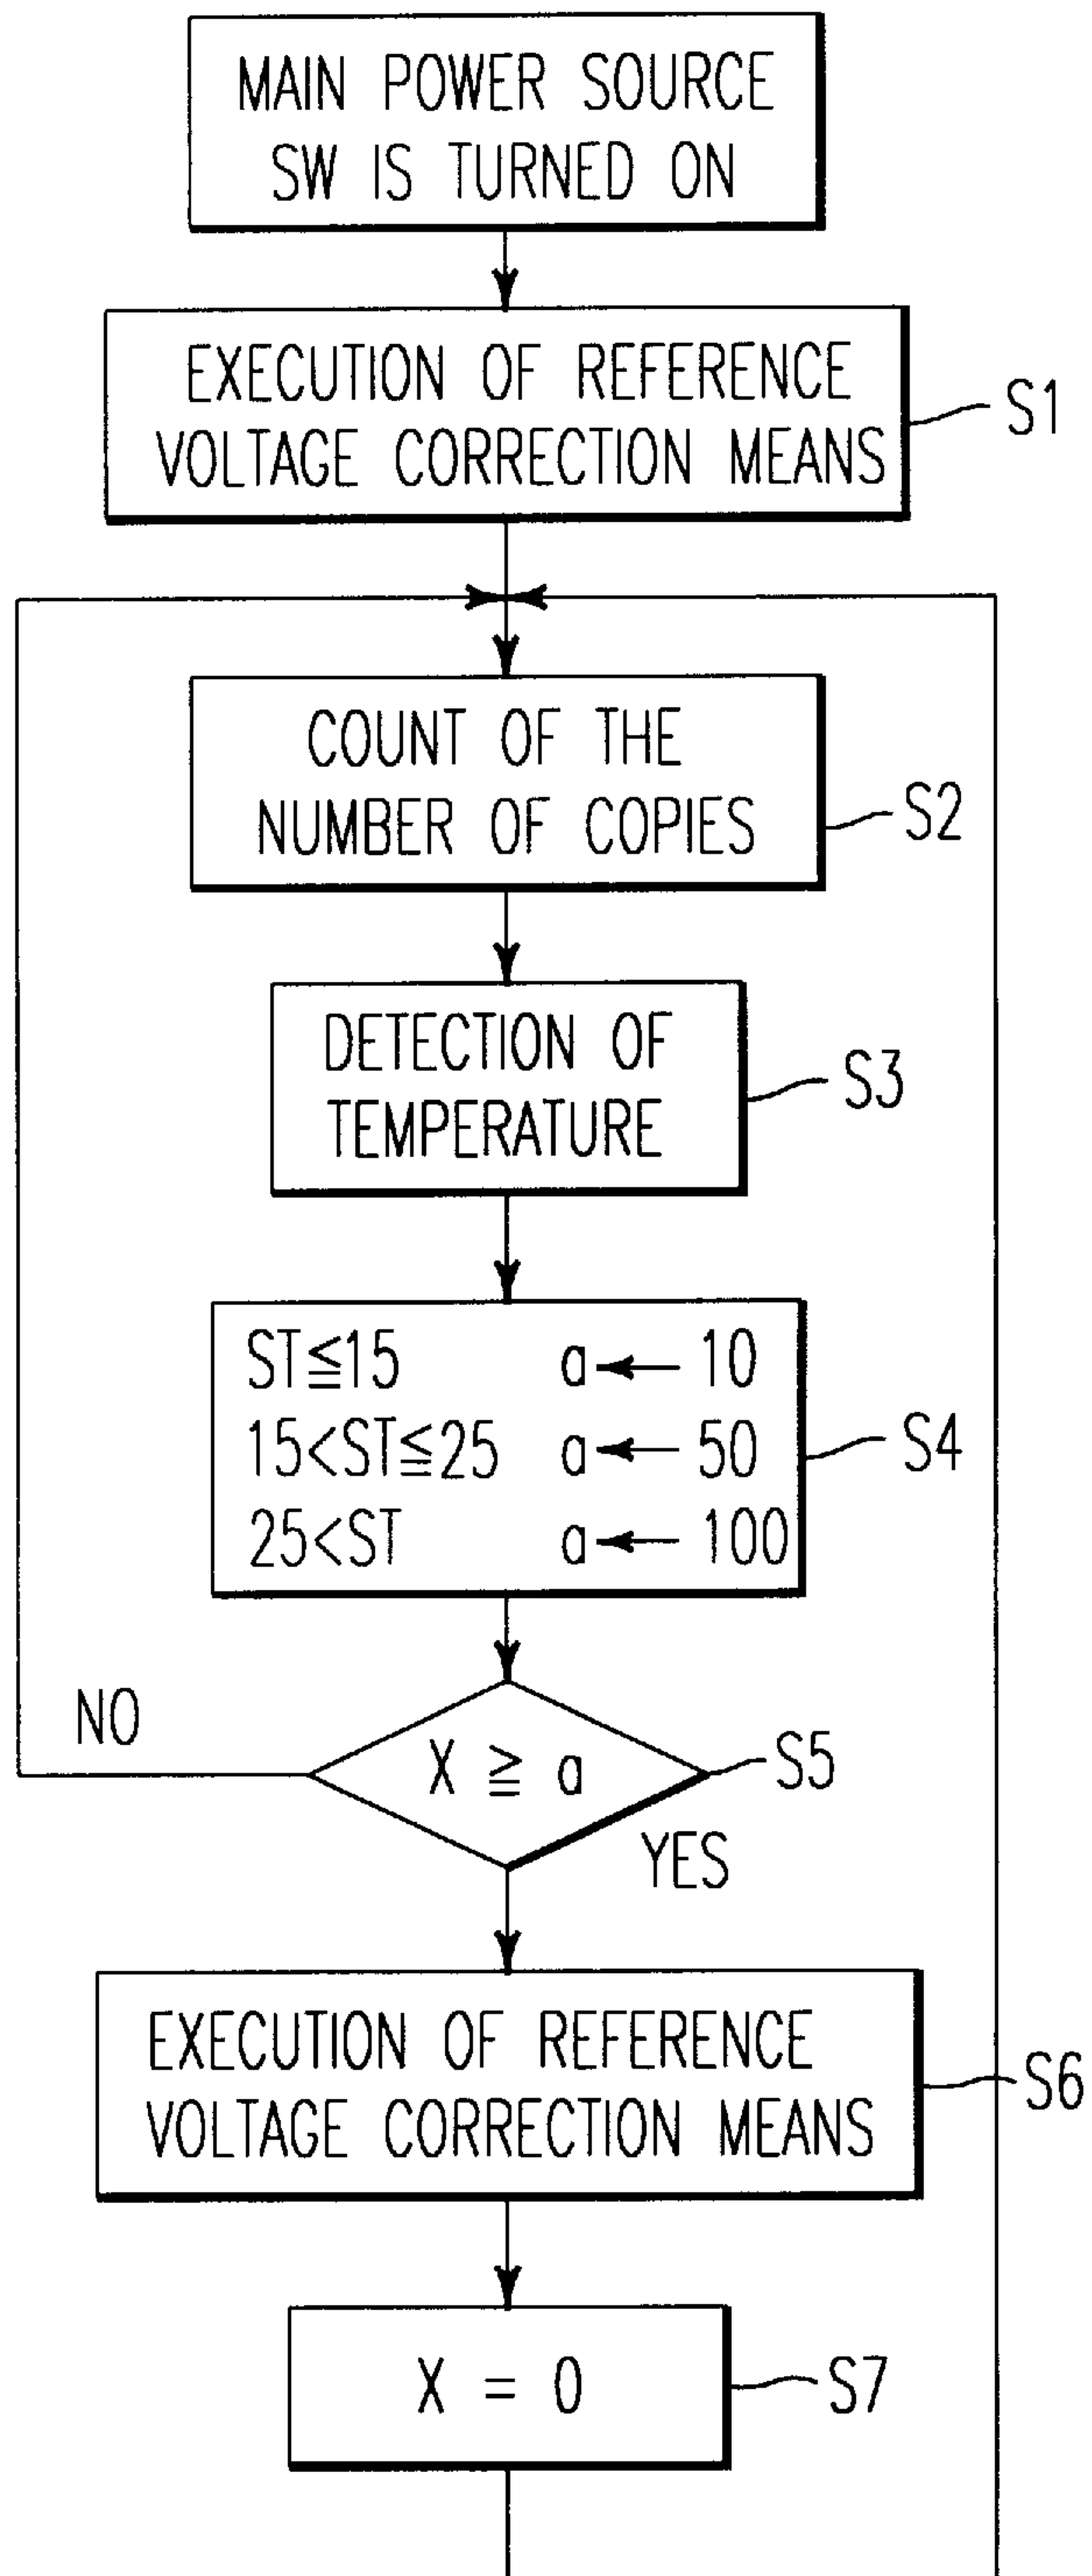 MAIN POWER SOURCE
SW IS TURNED ON
EXECUTION OF REFERENCE
VOLTAGE CORRECTION MEANS
S1
COUNT OF THE
NUMBER OF COPIES
S2
DETECTION OF
TEMPERATURE
S3
ST≦15 a ← 10
15<ST≦25 a ← 50
25<ST a ← 100
S4
NO
X ≧ a
S5
YES
EXECUTION OF REFERENCE
VOLTAGE CORRECTION MEANS
S6
X = 0
S7